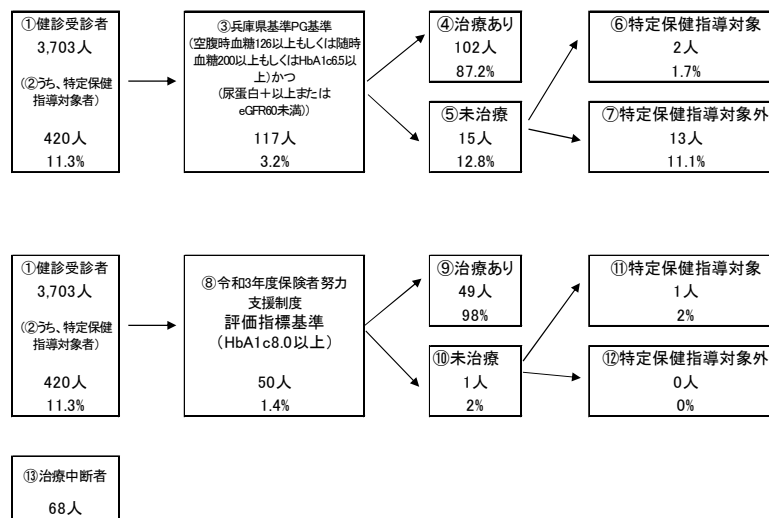 ①健診受診者
3,703人
(②うち、特定保健
指導対象者)
420人
11.3%
③兵庫県基準PG基準
(空腹時血糖126以上もしくは随時
血糖200以上もしくはHbA1c6.5以
上)かつ
(尿蛋白＋以上または
eGFR60未満))
117人
3.2%
④治療あり
102人
87.2%
⑤未治療
15人
12.8%
⑥特定保健指導対象
2人
1.7%
⑦特定保健指導対象外
13人
11.1%
①健診受診者
3,703人
(②うち、特定保健
指導対象者)
420人
11.3%
⑧令和3年度保険者努力
支援制度
評価指標基準
(HbA1c8.0以上)
50人
1.4%
⑨治療あり
49人
98%
⑩未治療
1人
2%
⑪特定保健指導対象
1人
2%
⑫特定保健指導対象外
0人
0%
⑬治療中断者
68人